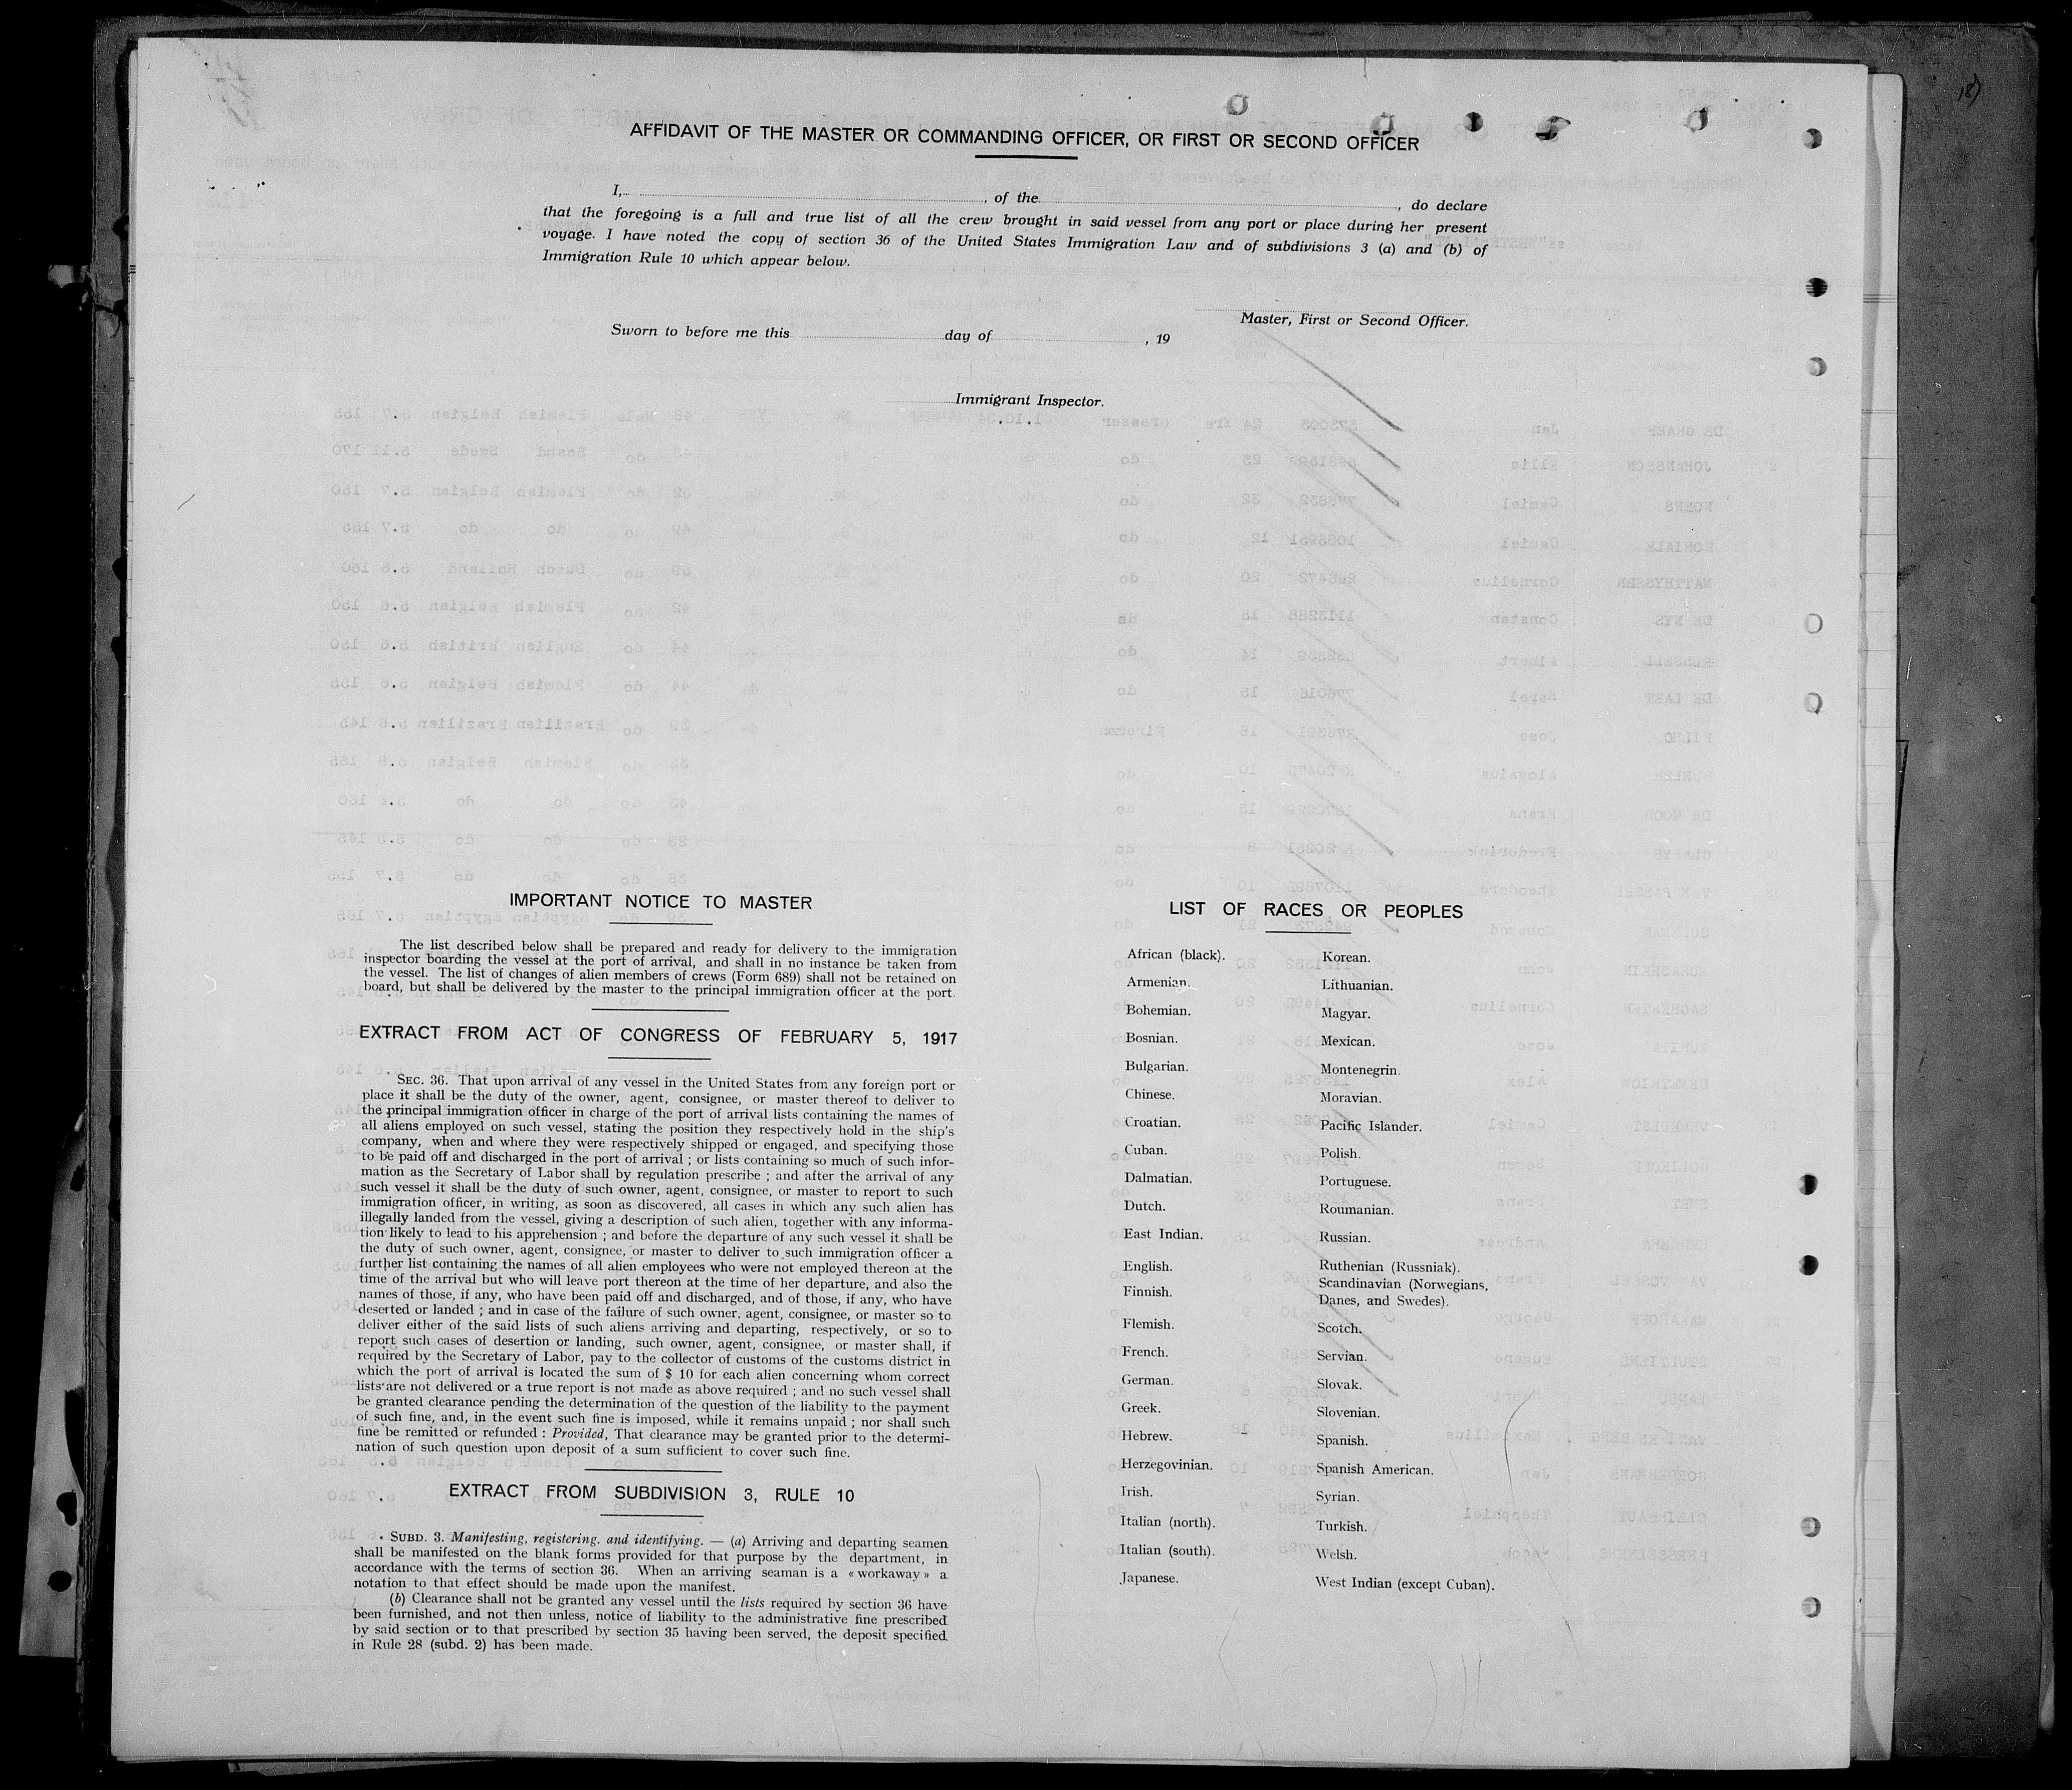 18)
AFFIDAVIT OF THE MASTER OR COMMANDING OFFICER, OR FIRST OR SECOND OFFICER
I, , of the , do declare
that the foregoing is a full and true list of all the crew brought in said vessel from any port or place during her present
voyage. I have noted the copy of section 36 of the United States Immigration Law and of subdivisions 3 (a) and (b) of
Immigration Rule 10 which appear below.
Master, First or Second Officer.
Sworn to before me this day of , 19
Immigrant Inspector.
IMPORTANT NOTICE TO MASTER
The list described below shall be prepared and ready for delivery to the immigration
inspector boarding the vessel at the port of arrival, and shall in no instance be taken from
the vessel. The list of changes of alien members of crews (Form 689) shall not be retained on
board, but shall be delivered by the master to the principal immigration officer at the port.
EXTRACT FROM ACT OF CONGRESS OF FEBRUARY 5, 1917
SEC. 36. That upon arrival of any vessel in the United States from any foreign port or
place it shall be the duty of the owner, agent, consignee, or master thereof to deliver to
the principal immigration officer in charge of the port of arrival lists containing the names of
all aliens employed on such vessel, stating the position they respectively hold in the ship's
company, when and where they were respectively shipped or engaged, and specifying those
to be paid off and discharged in the port of arrival ; or lists containing so much of such infor-
mation as the Secretary of Labor shall by regulation prescribe ; and after the arrival of any
such vessel it shall be the duty of such owner, agent, consignee, or master to report to such
immigration officer, in writing, as soon as discovered, all cases in which any such alien has
illegally landed from the vessel, giving a description of such alien, together with any informa-
tion likely to lead to his apprehension ; and before the departure of any such vessel it shall be
the duty of such owner, agent, consignee, or master to deliver to such immigration officer a
further list containing the names of all alien employees who were not employed thereon at the
time of the arrival but who will leave port thereon at the time of her departure, and also the
names of those, if any, who have been paid off and discharged, and of those, if any, who have
deserted or landed ; and in case of the failure of such owner, agent, consignee, or master so to
deliver either of the said lists of such aliens arriving and departing, respectively, or so to
report such cases of desertion or landing, such owner, agent, consignee, or master shall, if
required by the Secretary of Labor, pay to the collector of customs of the customs district in
which the port of arrival is located the sum of $ 10 for each alien concerning whom correct
lists are not delivered or a true report is not made as above required ; and no such vessel shall
be granted clearance pending the determination of the question of the liability to the payment
of such fine, and, in the event such fine is imposed, while it remains unpaid ; nor shall such
fine be remitted or refunded : Provided, That clearance may be granted prior to the determi-
nation of such question upon deposit of a sum sufficient to cover such fine.
EXTRACT FROM SUBDIVISION 3, RULE 10
SUBD. 3. Manifesting, registering, and identifying. — (a) Arriving and departing seamen
shall be manifested on the blank forms provided for that purpose by the department, in
accordance with the terms of section 36. When an arriving seaman is a « workaway » a
notation to that effect should be made upon the manifest.
(b) Clearance shall not be granted any vessel until the lists required by section 36 have
been furnished, and not then unless, notice of liability to the administrative fine prescribed
by said section or to that prescribed by section 35 having been served, the deposit specified
in Rule 28 (subd. 2) has been made.
LIST OF RACES OR PEOPLES
African (black).
Armenian.
Bohemian.
Bosnian.
Bulgarian.
Chinese.
Croatian.
Cuban.
Dalmatian.
Dutch.
East Indian.
English.
Finnish.
Flemish.
French.
German.
Greek.
Hebrew.
Herzegovinian.
Irish.
Italian (north).
Italian (south).
Japanese.
Korean.
Lithuanian.
Magyar.
Mexican.
Montenegrin.
Moravian.
Pacific Islander.
Polish.
Portuguese.
Roumanian.
Russian.
Ruthenian (Russniak).
Scandinavian (Norwegians,
Danes, and Swedes).
Scotch.
Servian.
Slovak.
Slovenian.
Spanish.
Spanish American.
Syrian.
Turkish.
Welsh.
West Indian (except Cuban).